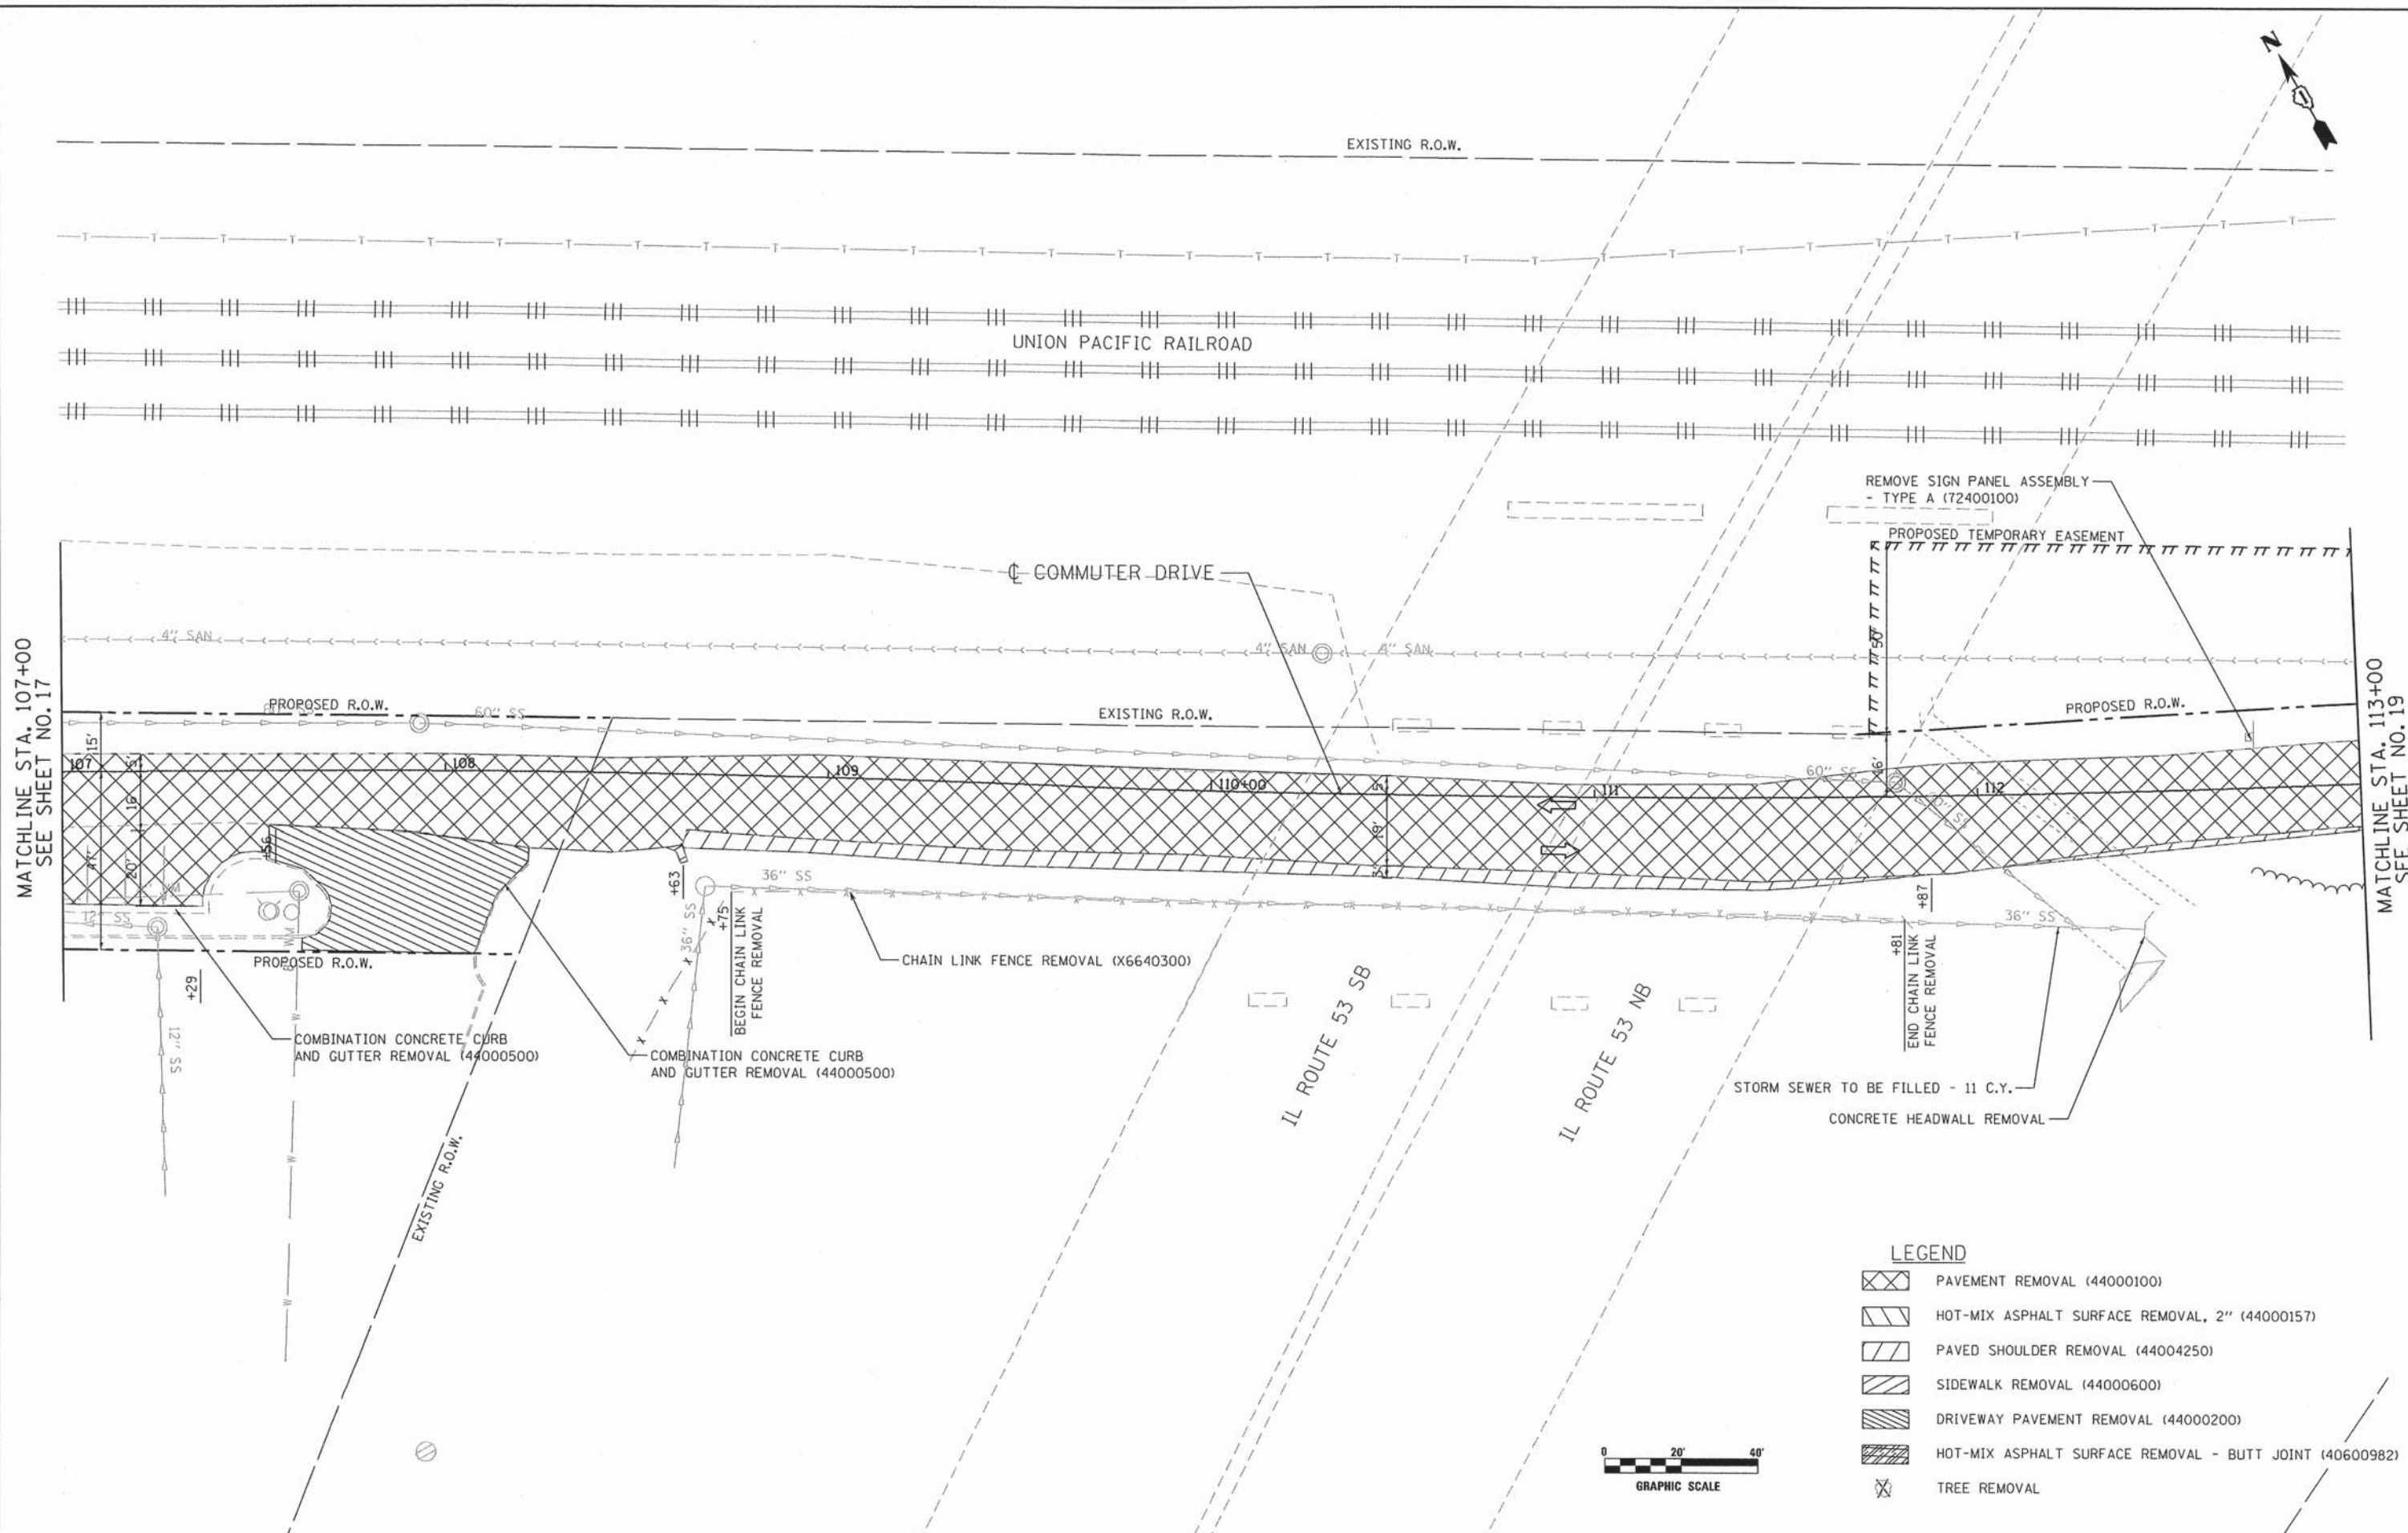 N
EXISTING R.O.W.
T T T T T T T T T T T T T T T T T T T T T T T T T T T T T T T T T
UNION PACIFIC RAILROAD
REMOVE SIGN PANEL ASSEMBLY
- TYPE A (72400100)
PROPOSED TEMPORARY EASEMENT
℄ COMMUTER DRIVE
4" SAN
4" SAN
4" SAN
50'
MATCHLINE STA. 107+00
SEE SHEET NO. 17
PROPOSED R.O.W.
60" SS
EXISTING R.O.W.
PROPOSED R.O.W.
MATCHLINE STA. 113+00
SEE SHEET NO. 19
15'
107
5'
108
109
110+00
5'
111
60" SS
16'
112
16'
19'
+56
47'
20'
WM
12" SS
WM
+63
36" SS
36" SS
+75
BEGIN CHAIN LINK
FENCE REMOVAL
CHAIN LINK FENCE REMOVAL (X6640300)
+87
36" SS
+81
END CHAIN LINK
FENCE REMOVAL
PROPOSED R.O.W.
+29
12" SS
W
COMBINATION CONCRETE CURB
AND GUTTER REMOVAL (44000500)
COMBINATION CONCRETE CURB
AND GUTTER REMOVAL (44000500)
IL ROUTE 53 SB
IL ROUTE 53 NB
STORM SEWER TO BE FILLED - 11 C.Y.
CONCRETE HEADWALL REMOVAL
EXISTING R.O.W.
W
W
LEGEND
PAVEMENT REMOVAL (44000100)
HOT-MIX ASPHALT SURFACE REMOVAL, 2" (44000157)
PAVED SHOULDER REMOVAL (44004250)
SIDEWALK REMOVAL (44000600)
DRIVEWAY PAVEMENT REMOVAL (44000200)
HOT-MIX ASPHALT SURFACE REMOVAL - BUTT JOINT (40600982)
TREE REMOVAL
0 20' 40'
GRAPHIC SCALE